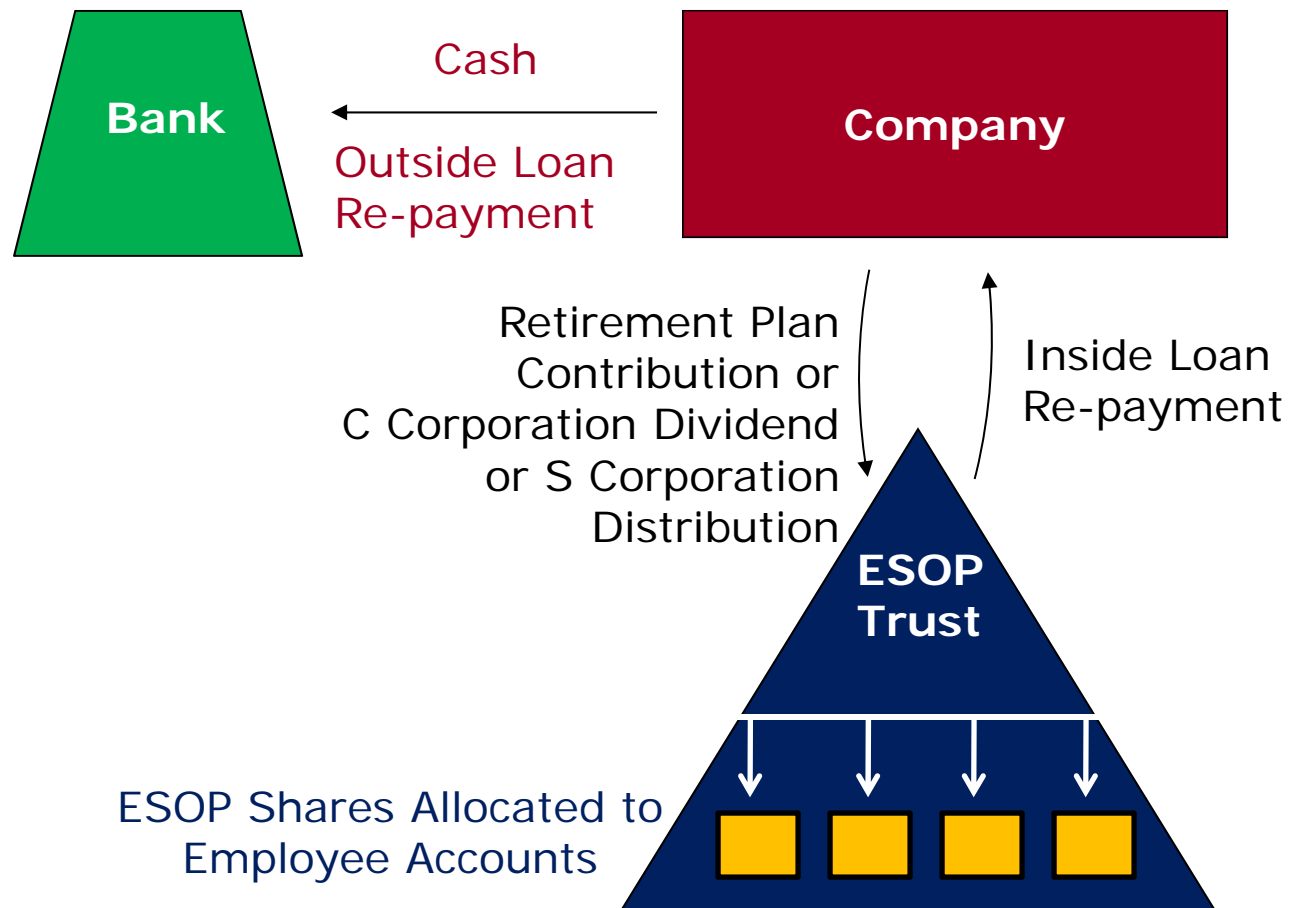 Bank
Cash
Outside Loan
Re-payment
Company
Retirement Plan
Contribution or
C Corporation Dividend
or S Corporation
Distribution
Inside Loan
Re-payment
ESOP
Trust
ESOP Shares Allocated to
Employee Accounts